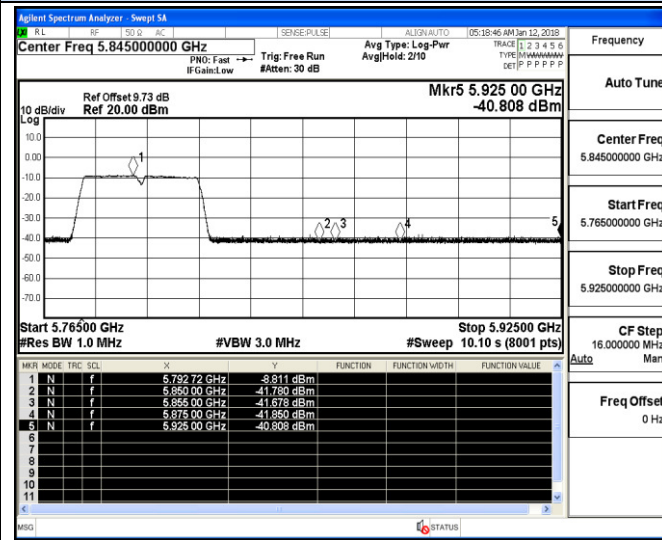 Agilent Spectrum Analyzer - Swept SA
RL RF 50 Ω AC SENSE:PULSE ALIGN AUTO 05:18:46 AM Jan 12, 2018
Center Freq 5.845000000 GHz
PNO: Fast
IFGain:Low
Trig: Free Run
#Atten: 30 dB
Avg Type: Log-Pwr
Avg|Hold: 2/10
TRACE 1 2 3 4 5 6
TYPE MWWWWW
DET P P P P P P
Ref Offset 9.73 dB
10 dB/div Ref 20.00 dBm
Log
Mkr5 5.925 00 GHz
-40.808 dBm
10.0
0.00
-10.0
-20.0
-30.0
-40.0
-50.0
-60.0
-70.0
1
2
3
4
5
Start 5.76500 GHz Stop 5.92500 GHz
#Res BW 1.0 MHz #VBW 3.0 MHz #Sweep 10.10 s (8001 pts)
MKR MODE TRC SCL X Y FUNCTION FUNCTION WIDTH FUNCTION VALUE
1 N f 5.792 72 GHz -8.811 dBm
2 N f 5.850 00 GHz -41.780 dBm
3 N f 5.855 00 GHz -41.678 dBm
4 N f 5.875 00 GHz -41.850 dBm
5 N f 5.925 00 GHz -40.808 dBm
6
7
8
9
10
11
MSG STATUS
Frequency
Auto Tune
Center Freq
5.845000000 GHz
Start Freq
5.765000000 GHz
Stop Freq
5.925000000 GHz
CF Step
16.000000 MHz
Auto Man
Freq Offset
0 Hz